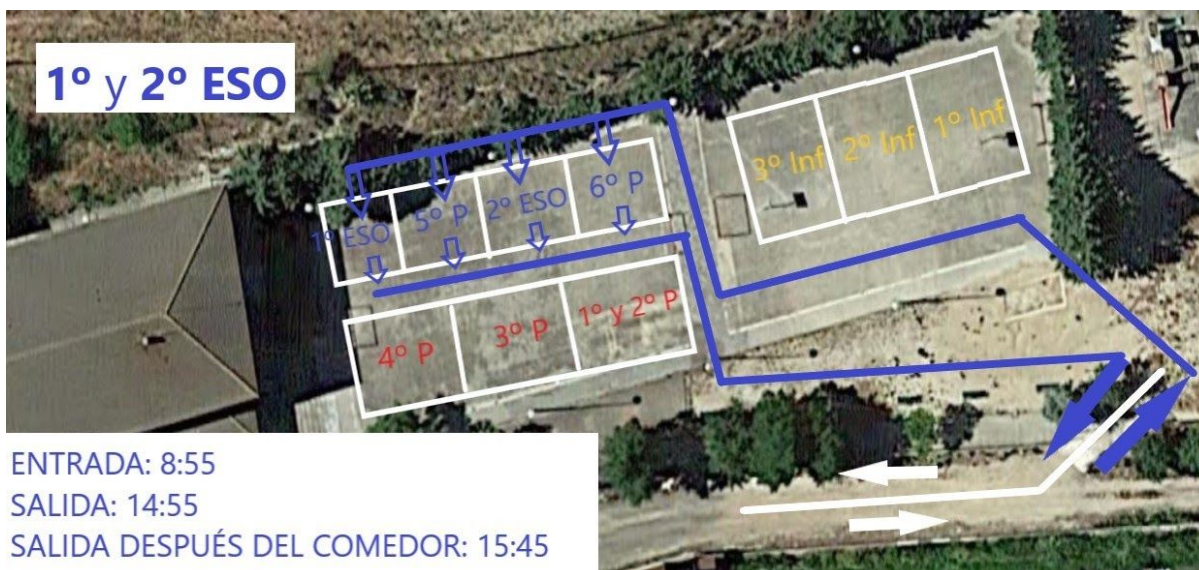 1º y 2º ESO
3º Inf
2º Inf
1º Inf
1º ESO
5º P
2º ESO
6º P
4º P
3º P
1º y 2º P
ENTRADA: 8:55
SALIDA: 14:55
SALIDA DESPUÉS DEL COMEDOR: 15:45